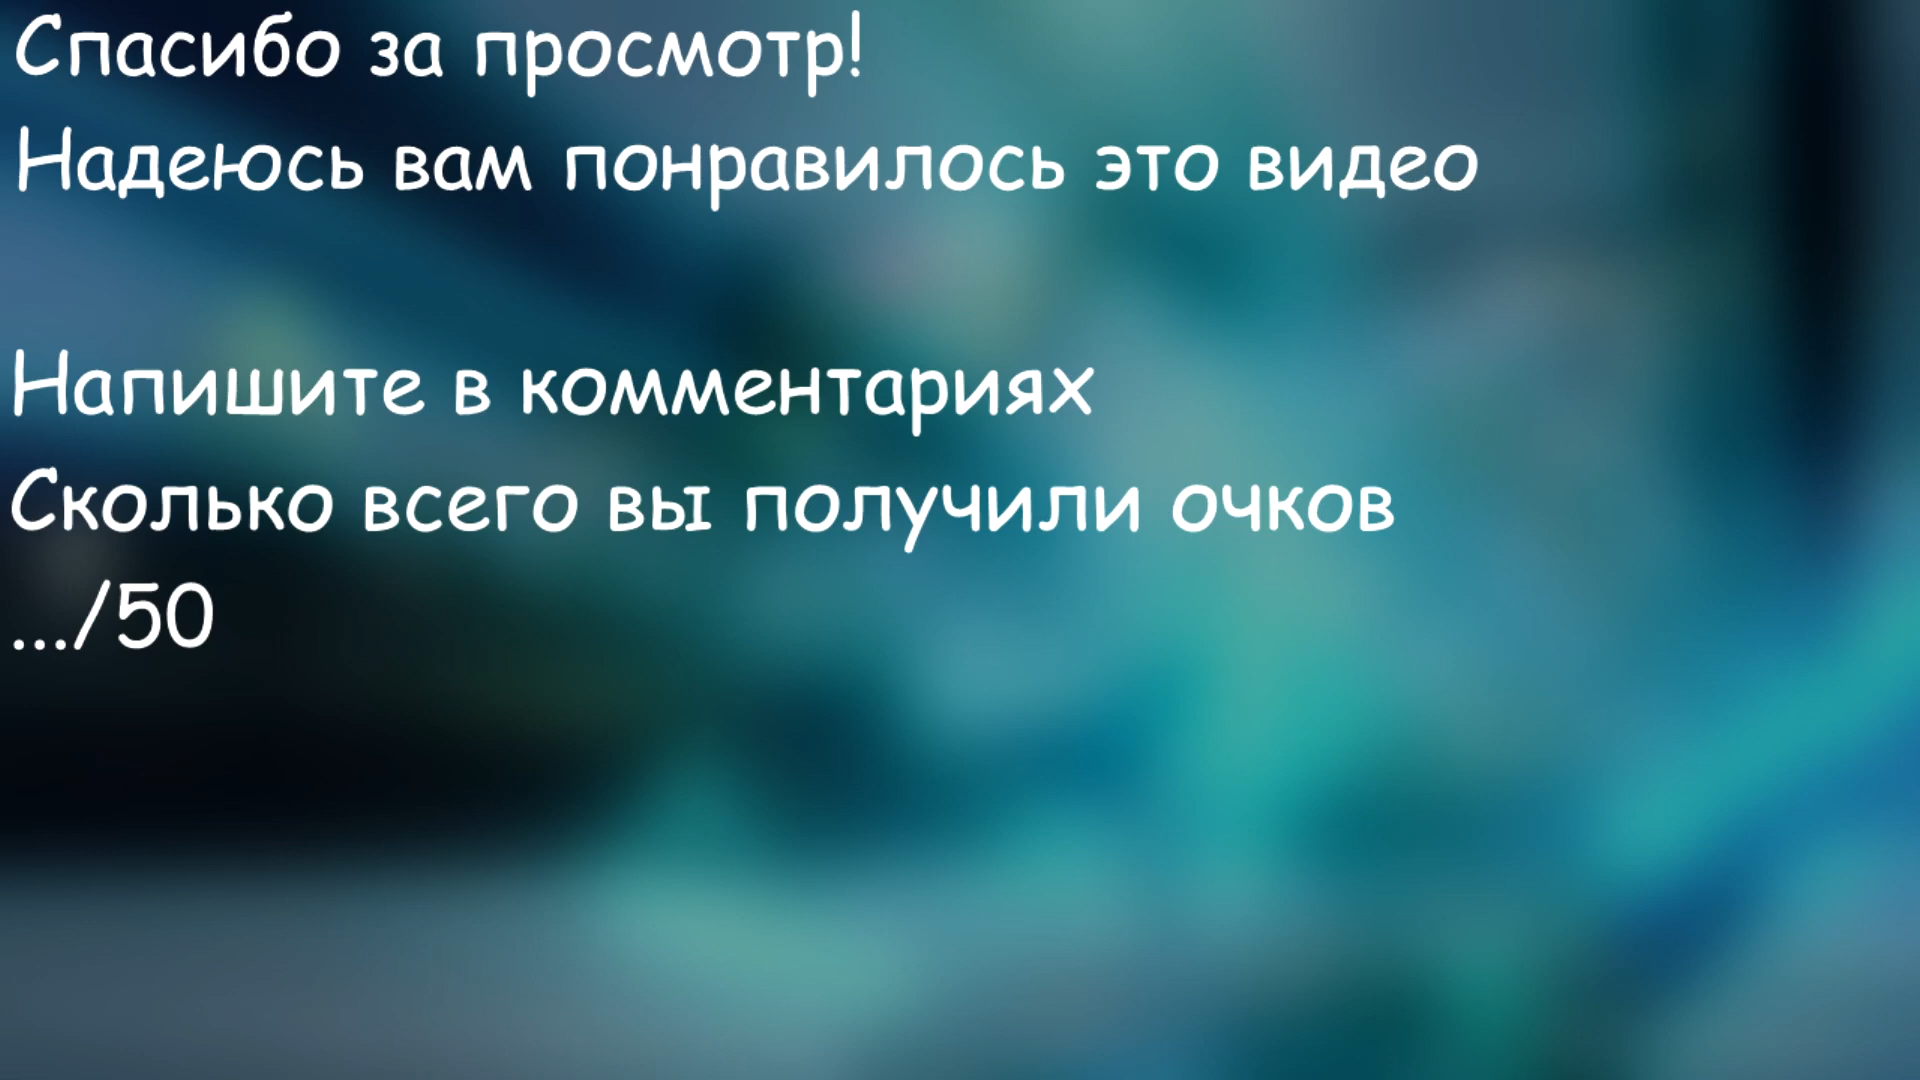 Спасибо за просмотр!
Надеюсь вам понравилось это видео
Напишите в комментариях
Сколько всего вы получили очков
.../50